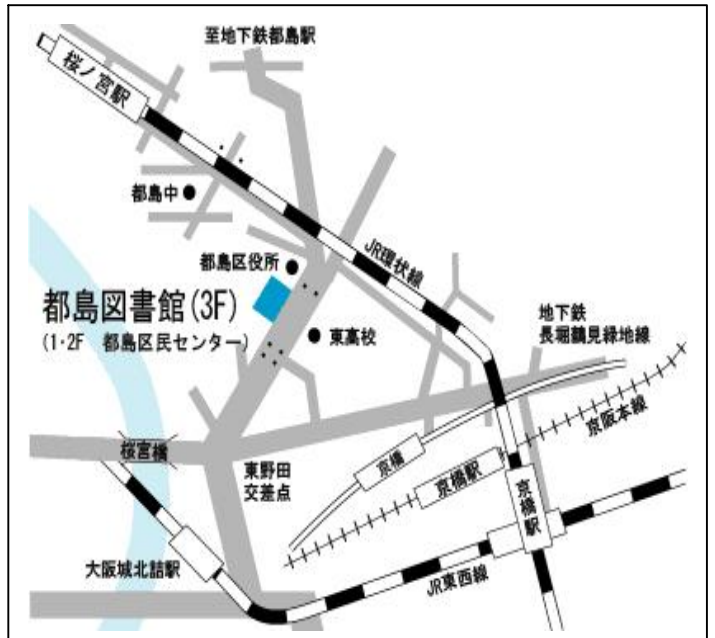 至地下鉄都島駅
桜ノ宮駅
都島中
JR環状線
都島区役所
都島図書館(3F)
(1・2F 都島区民センター)
東高校
地下鉄
長堀鶴見緑地線
京阪本線
桜宮橋
東野田
交差点
京橋
京橋駅
京橋駅
大阪城北詰駅
JR東西線